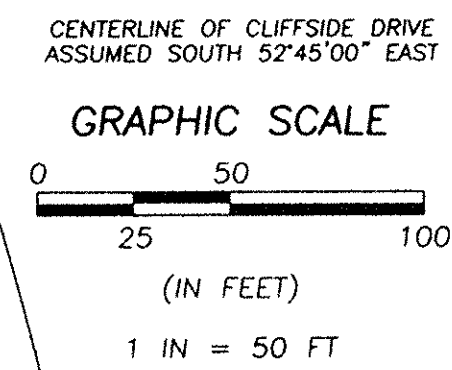 CENTERLINE OF CLIFFSIDE DRIVE
ASSUMED SOUTH 52°45'00" EAST
GRAPHIC SCALE
0 50
25 100
(IN FEET)
1 IN = 50 FT